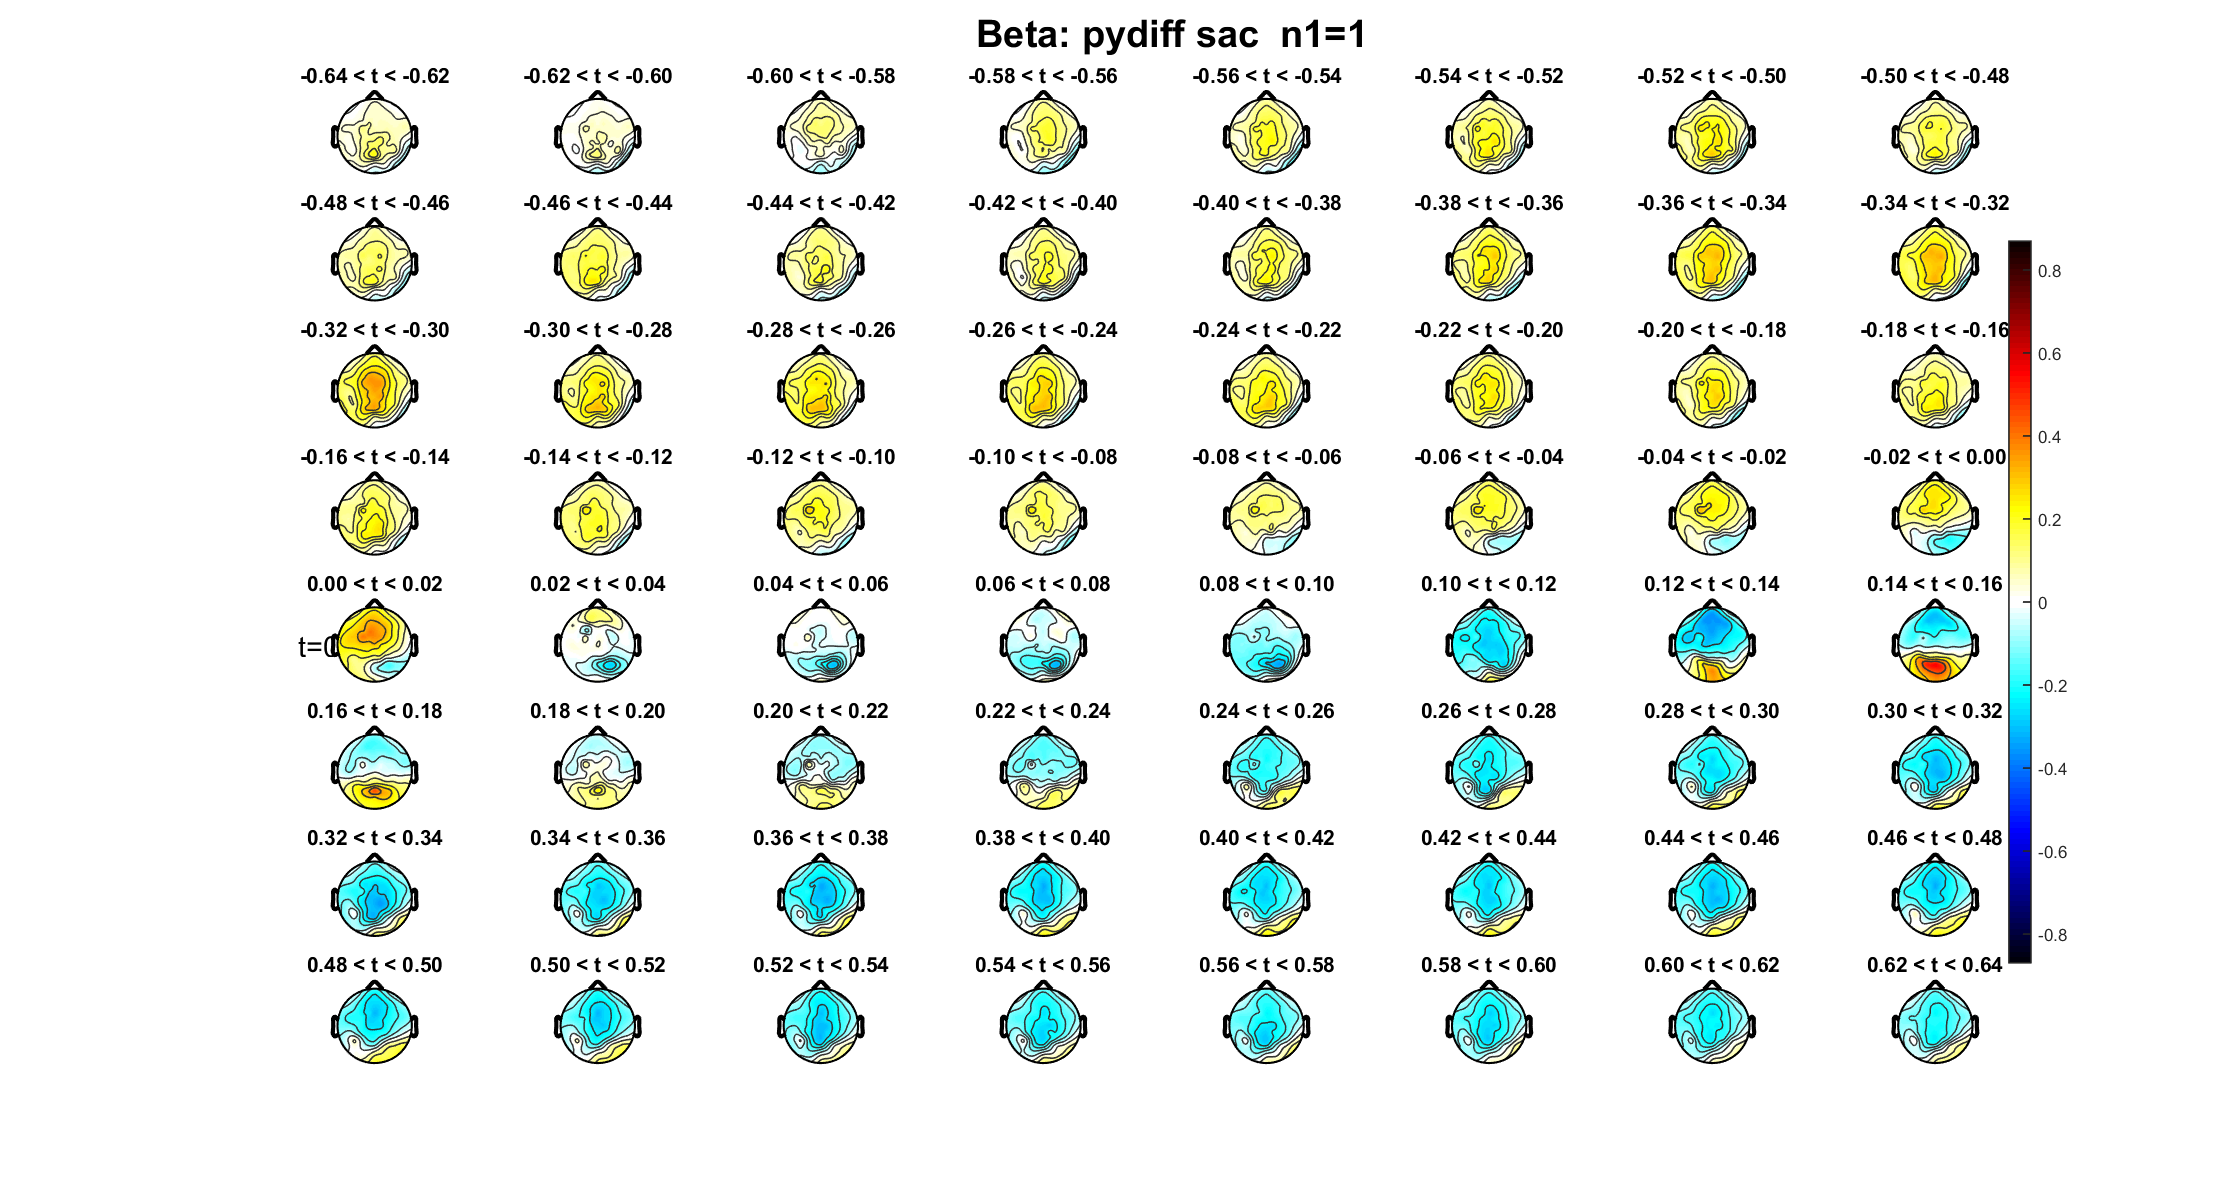 Beta: pydiff sac  n1=1
-0.64 < t < -0.62 -0.62 < t < -0.60 -0.60 < t < -0.58 -0.58 < t < -0.56 -0.56 < t < -0.54 -0.54 < t < -0.52 -0.52 < t < -0.50 -0.50 < t < -0.48
-0.48 < t < -0.46 -0.46 < t < -0.44 -0.44 < t < -0.42 -0.42 < t < -0.40 -0.40 < t < -0.38 -0.38 < t < -0.36 -0.36 < t < -0.34 -0.34 < t < -0.32
-0.32 < t < -0.30 -0.30 < t < -0.28 -0.28 < t < -0.26 -0.26 < t < -0.24 -0.24 < t < -0.22 -0.22 < t < -0.20 -0.20 < t < -0.18 -0.18 < t < -0.16
-0.16 < t < -0.14 -0.14 < t < -0.12 -0.12 < t < -0.10 -0.10 < t < -0.08 -0.08 < t < -0.06 -0.06 < t < -0.04 -0.04 < t < -0.02 -0.02 < t < 0.00
0.00 < t < 0.02 0.02 < t < 0.04 0.04 < t < 0.06 0.06 < t < 0.08 0.08 < t < 0.10 0.10 < t < 0.12 0.12 < t < 0.14 0.14 < t < 0.16
t=0
0.16 < t < 0.18 0.18 < t < 0.20 0.20 < t < 0.22 0.22 < t < 0.24 0.24 < t < 0.26 0.26 < t < 0.28 0.28 < t < 0.30 0.30 < t < 0.32
0.32 < t < 0.34 0.34 < t < 0.36 0.36 < t < 0.38 0.38 < t < 0.40 0.40 < t < 0.42 0.42 < t < 0.44 0.44 < t < 0.46 0.46 < t < 0.48
0.48 < t < 0.50 0.50 < t < 0.52 0.52 < t < 0.54 0.54 < t < 0.56 0.56 < t < 0.58 0.58 < t < 0.60 0.60 < t < 0.62 0.62 < t < 0.64
0.8
0.6
0.4
0.2
0
-0.2
-0.4
-0.6
-0.8